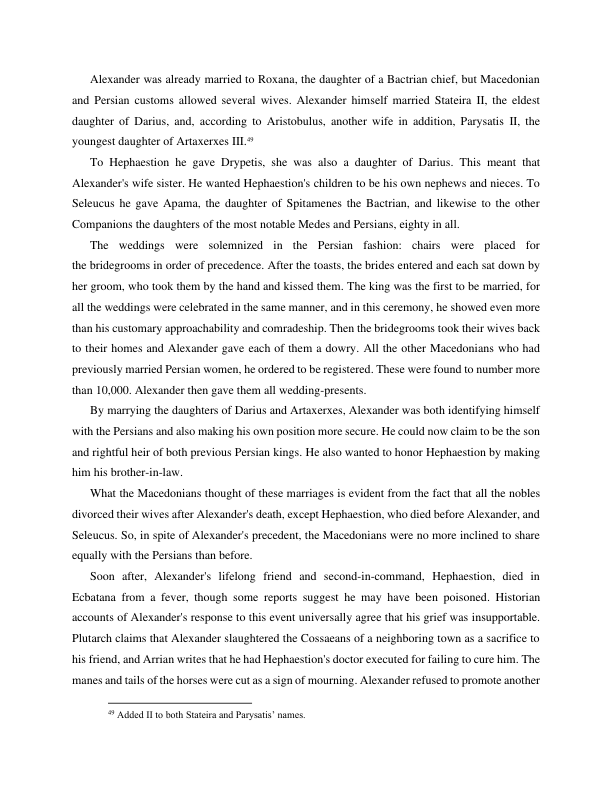 Alexander was already married to Roxana, the daughter of a Bactrian chief, but Macedonian
and Persian customs allowed several wives. Alexander himself married Stateira II, the eldest
daughter of Darius, and, according to Aristobulus, another wife in addition, Parysatis II, the
youngest daughter of Artaxerxes III.⁴⁹
To Hephaestion he gave Drypetis, she was also a daughter of Darius. This meant that
Alexander's wife sister. He wanted Hephaestion's children to be his own nephews and nieces. To
Seleucus he gave Apama, the daughter of Spitamenes the Bactrian, and likewise to the other
Companions the daughters of the most notable Medes and Persians, eighty in all.
The weddings were solemnized in the Persian fashion: chairs were placed for
the bridegrooms in order of precedence. After the toasts, the brides entered and each sat down by
her groom, who took them by the hand and kissed them. The king was the first to be married, for
all the weddings were celebrated in the same manner, and in this ceremony, he showed even more
than his customary approachability and comradeship. Then the bridegrooms took their wives back
to their homes and Alexander gave each of them a dowry. All the other Macedonians who had
previously married Persian women, he ordered to be registered. These were found to number more
than 10,000. Alexander then gave them all wedding-presents.
By marrying the daughters of Darius and Artaxerxes, Alexander was both identifying himself
with the Persians and also making his own position more secure. He could now claim to be the son
and rightful heir of both previous Persian kings. He also wanted to honor Hephaestion by making
him his brother-in-law.
What the Macedonians thought of these marriages is evident from the fact that all the nobles
divorced their wives after Alexander's death, except Hephaestion, who died before Alexander, and
Seleucus. So, in spite of Alexander's precedent, the Macedonians were no more inclined to share
equally with the Persians than before.
Soon after, Alexander's lifelong friend and second-in-command, Hephaestion, died in
Ecbatana from a fever, though some reports suggest he may have been poisoned. Historian
accounts of Alexander's response to this event universally agree that his grief was insupportable.
Plutarch claims that Alexander slaughtered the Cossaeans of a neighboring town as a sacrifice to
his friend, and Arrian writes that he had Hephaestion's doctor executed for failing to cure him. The
manes and tails of the horses were cut as a sign of mourning. Alexander refused to promote another
⁴⁹ Added II to both Stateira and Parysatis’ names.